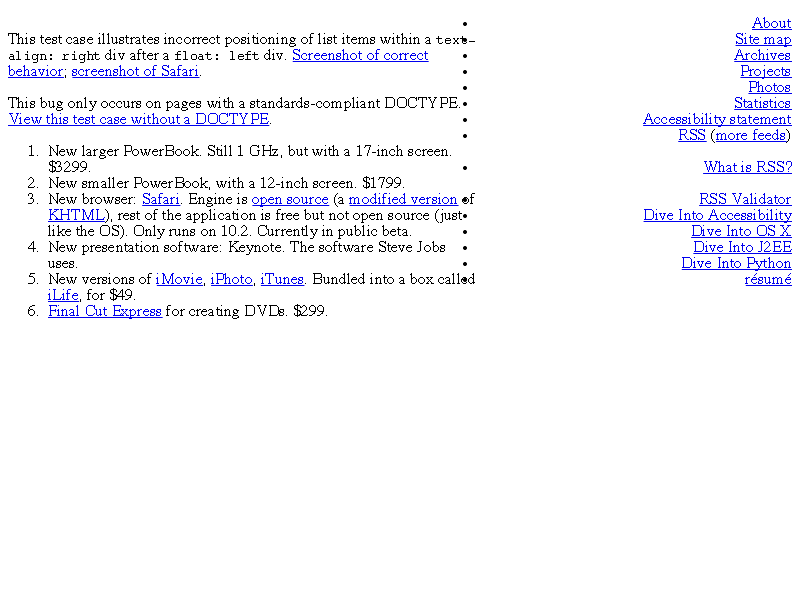 This test case illustrates incorrect positioning of list items within a text-
align: right div after a float: left div. Screenshot of correct
behavior; screenshot of Safari.
This bug only occurs on pages with a standards-compliant DOCTYPE.
View this test case without a DOCTYPE.
1. New larger PowerBook. Still 1 GHz, but with a 17-inch screen.
$3299.
2. New smaller PowerBook, with a 12-inch screen. $1799.
3. New browser: Safari. Engine is open source (a modified version of
KHTML), rest of the application is free but not open source (just
like the OS). Only runs on 10.2. Currently in public beta.
4. New presentation software: Keynote. The software Steve Jobs
uses.
5. New versions of iMovie, iPhoto, iTunes. Bundled into a box called
iLife, for $49.
6. Final Cut Express for creating DVDs. $299.
• About
• Site map
• Archives
• Projects
• Photos
• Statistics
• Accessibility statement
• RSS (more feeds)
• What is RSS?
• RSS Validator
• Dive Into Accessibility
• Dive Into OS X
• Dive Into J2EE
• Dive Into Python
• résumé